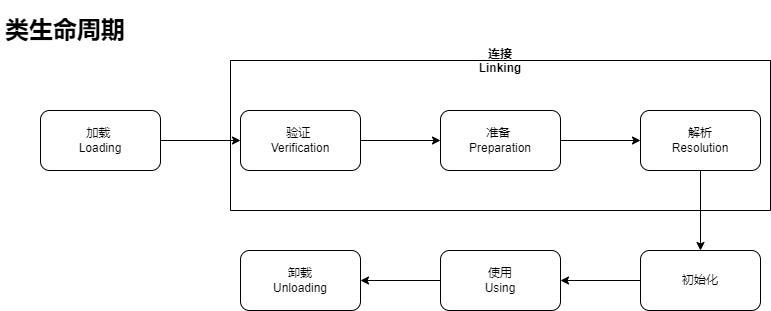 类生命周期
连接
Linking
加载
Loading
验证
Verification
准备
Preparation
解析
Resolution
卸载
Unloading
使用
Using
初始化